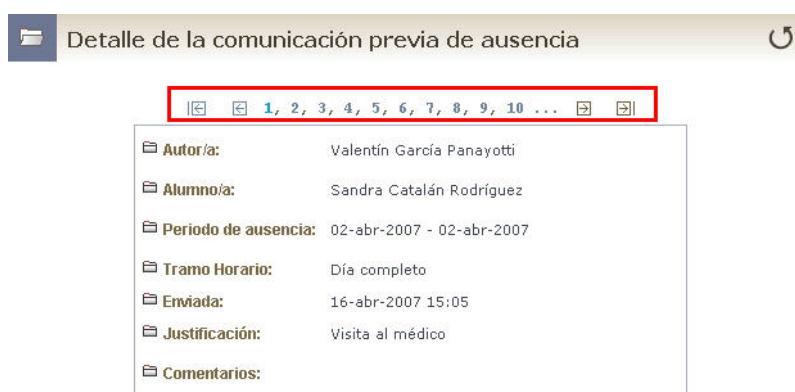 Detalle de la comunicación previa de ausencia
1, 2, 3, 4, 5, 6, 7, 8, 9, 10 ...
Autor/a: Valentín García Panayotti
Alumno/a: Sandra Catalán Rodríguez
Periodo de ausencia: 02-abr-2007 - 02-abr-2007
Tramo Horario: Día completo
Enviada: 16-abr-2007 15:05
Justificación: Visita al médico
Comentarios: